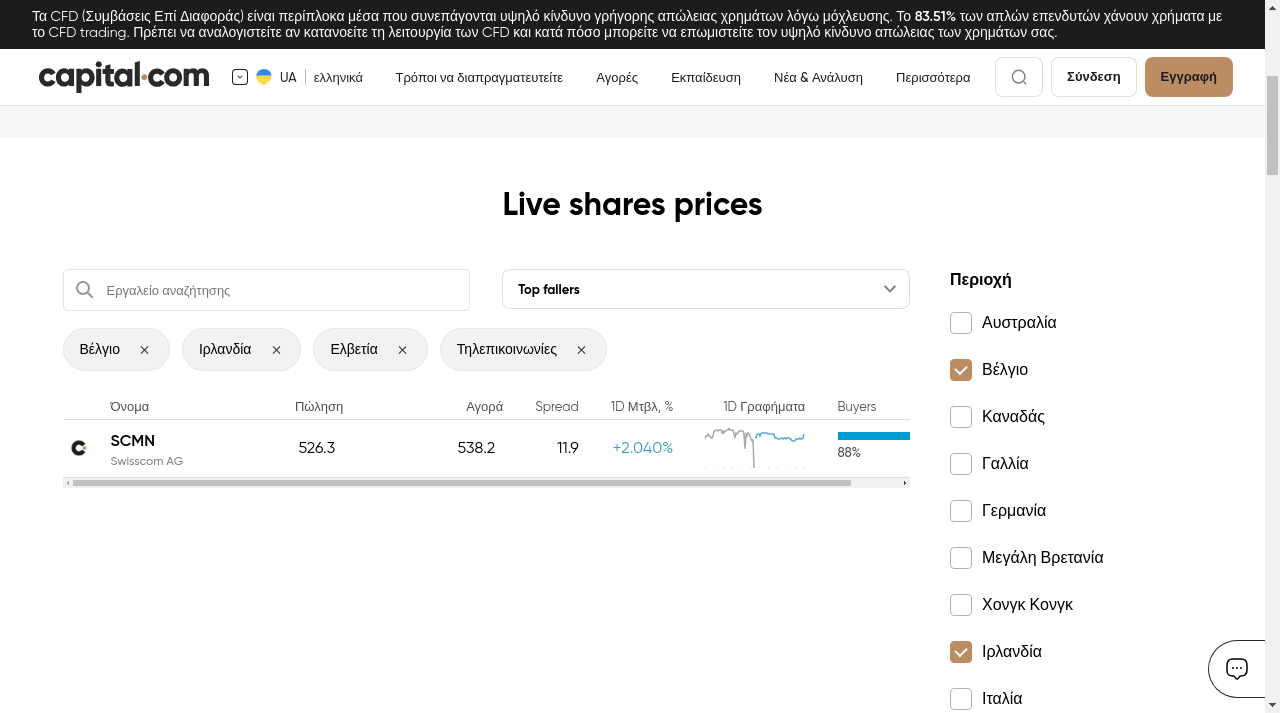 Τα CFD (Συμβάσεις Επί Διαφοράς) είναι περίπλοκα μέσα που συνεπάγονται υψηλό κίνδυνο γρήγορης απώλειας χρημάτων λόγω μόχλευσης. Το 83.51% των απλών επενδυτών χάνουν χρήματα με
το CFD trading. Πρέπει να αναλογιστείτε αν κατανοείτε τη λειτουργία των CFD και κατά πόσο μπορείτε να επωμιστείτε τον υψηλό κίνδυνο απώλειας των χρημάτων σας.
capital.com UA ελληνικά Τρόποι να διαπραγματευτείτε Αγορές Εκπαίδευση Νέα & Ανάλυση Περισσότερα Σύνδεση Εγγραφή
Live shares prices
Εργαλείο αναζήτησης Top fallers
Βέλγιο Ιρλανδία Ελβετία Τηλεπικοινωνίες
Όνομα Πώληση Αγορά Spread 1D Μτβλ, % 1D Γραφήματα Buyers
SCMN 526.3 538.2 11.9 +2.040% 88%
Swisscom AG
Περιοχή
Αυστραλία
Βέλγιο
Καναδάς
Γαλλία
Γερμανία
Μεγάλη Βρετανία
Χονγκ Κονγκ
Ιρλανδία
Ιταλία